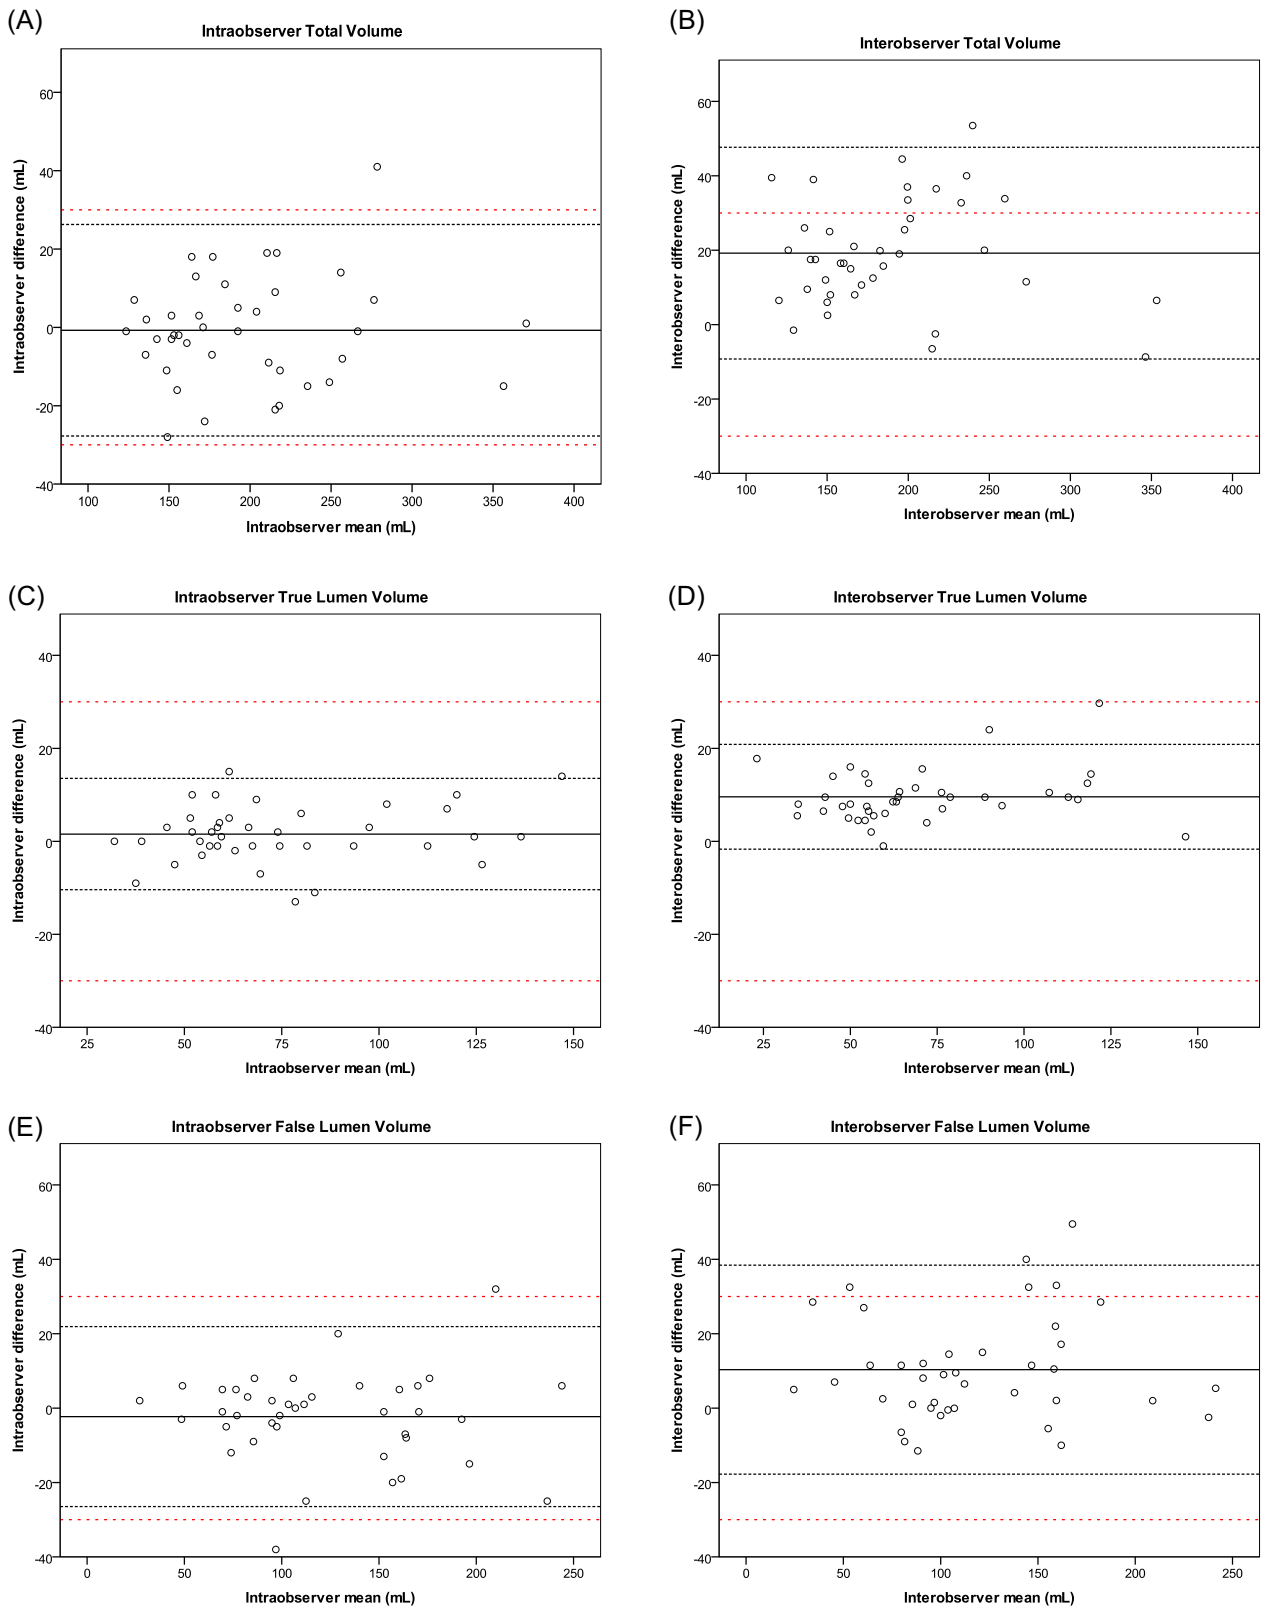 (A)
Intraobserver Total Volume
Intraobserver difference (mL)
60
40
20
0
-20
-40
100 150 200 250 300 350 400
Intraobserver mean (mL)
(B)
Interobserver Total Volume
Interobserver difference (mL)
60
40
20
0
-20
-40
100 150 200 250 300 350 400
Interobserver mean (mL)
(C)
Intraobserver True Lumen Volume
Intraobserver difference (mL)
40
20
0
-20
-40
25 50 75 100 125 150
Intraobserver mean (mL)
(D)
Interobserver True Lumen Volume
Interobserver difference (mL)
40
20
0
-20
-40
25 50 75 100 125 150
Interobserver mean (mL)
(E)
Intraobserver False Lumen Volume
Intraobserver difference (mL)
60
40
20
0
-20
-40
0 50 100 150 200 250
Intraobserver mean (mL)
(F)
Interobserver False Lumen Volume
Interobserver difference (mL)
60
40
20
0
-20
-40
0 50 100 150 200 250
Interobserver mean (mL)